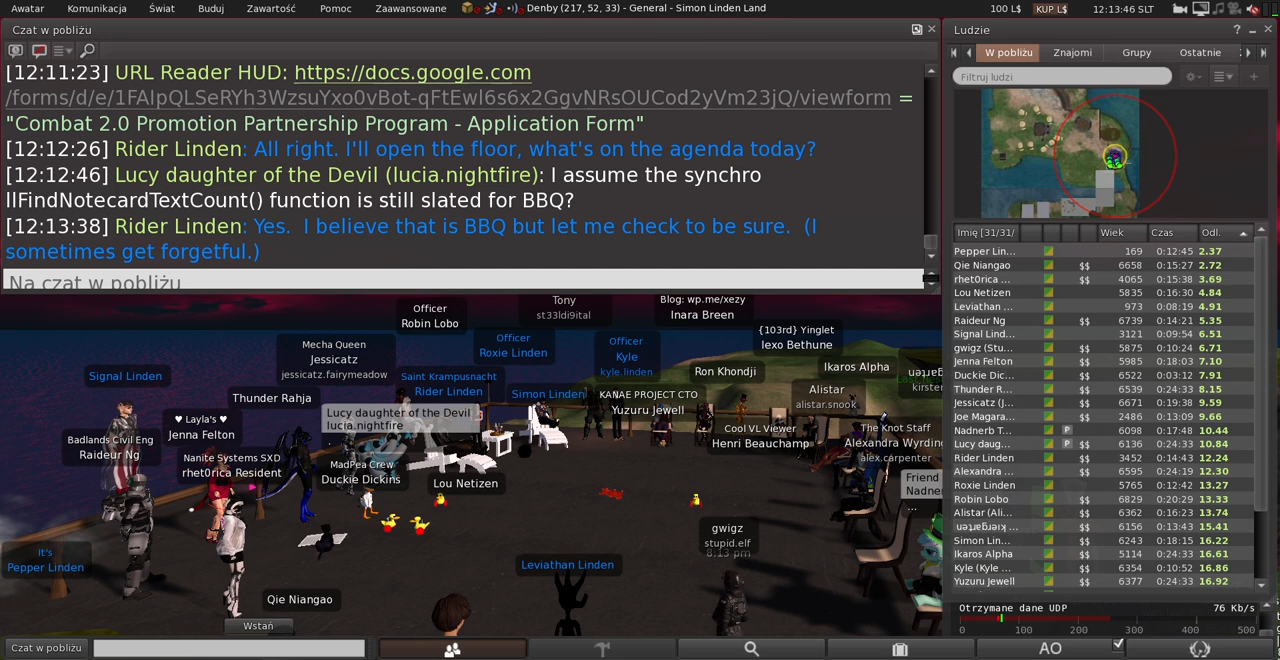 Awatar Komunikacja Świat Buduj Zawartość Pomoc Zaawansowane Denby (217, 52, 33) - General - Simon Linden Land 100 L$ KUP L$ 12:13:46 SLT
Czat w pobliżu
[12:11:23] URL Reader HUD: https://docs.google.com
/forms/d/e/1FAIpQLSeRYh3WzsuYxo0vBot-qFtEwl6s6x2GgvNRsOUCod2yVm23jQ/viewform =
"Combat 2.0 Promotion Partnership Program - Application Form"
[12:12:26] Rider Linden: All right. I'll open the floor, what's on the agenda today?
[12:12:46] Lucy daughter of the Devil (lucia.nightfire): I assume the synchro
llFindNotecardTextCount() function is still slated for BBQ?
[12:13:38] Rider Linden: Yes.  I believe that is BBQ but let me check to be sure.  (I
sometimes get forgetful.)
Na czat w pobliżu
Officer
Robin Lobo
Tony
st33ldi9ital
Blog: wp.me/xezy
Inara Breen
Mecha Queen
Jessicatz
jessicatz.fairymeadow
Officer
Roxie Linden
Officer
Kyle
kyle.linden
{103rd} Yinglet
Iexo Bethune
Signal Linden
Saint Krampusnacht
Rider Linden
Simon Linden
Ron Khondji
Ikaros Alpha
Thunder Rahja
KANAE PROJECT CTO
Yuzuru Jewell
Alistar
alistar.snook
Lucy daughter of the Devil
lucia.nightfire
♥ Layla's ♥
Jenna Felton
Badlands Civil Eng
Raideur Ng
Cool VL Viewer
Henri Beauchamp
The Knot Staff
Alexandra Wyrding
alex.carpenter
Nanite Systems SXD
rhet0rica Resident
MadPea Crew
Duckie Dickins
Lou Netizen
Friend
Nadner
...
gwigz
stupid.elf
8:13 pm
It's
Pepper Linden
Leviathan Linden
Qie Niangao
Wstań
Czat w pobliżu
AO
Ludzie
W pobliżu Znajomi Grupy Ostatnie
Filtruj ludzi
Imię [31/31/ Wiek Czas Odl.
Pepper Lin... 169 0:12:45 2.37
Qie Niangao $$ 6658 0:15:27 2.72
rhet0rica ... $$ 4065 0:15:38 3.69
Lou Netizen 5835 0:16:30 4.84
Leviathan ... 973 0:08:19 4.91
Raideur Ng $$ 6739 0:14:21 5.35
Signal Lind... 3121 0:09:54 6.51
gwigz (Stu... $$ 5875 0:10:24 6.71
Jenna Felton $$ 5985 0:18:03 7.10
Duckie Dic... $$ 6522 0:03:12 7.91
Thunder R... $$ 6539 0:24:33 8.15
Jessicatz (J... $$ 6671 0:19:38 9.59
Joe Magara... $$ 2486 0:13:09 9.66
Nadnerb T... P 6098 0:17:48 10.44
Lucy daug... P $$ 6136 0:24:33 10.84
Rider Linden 3452 0:14:43 12.24
Alexandra ... $$ 6595 0:24:19 12.30
Roxie Linden 5765 0:12:42 13.27
Robin Lobo $$ 6829 0:20:29 13.33
Alistar (Ali... $$ 6362 0:16:23 13.74
$$ 6156 0:13:43 15.41
Simon Lin... $$ 6243 0:18:15 16.22
Ikaros Alpha $$ 5114 0:24:33 16.61
Kyle (Kyle ... $$ 6354 0:10:52 16.86
Yuzuru Jewell $$ 6377 0:24:33 16.92
Otrzymane dane UDP 76 Kb/s
0 100 200 300 400 500